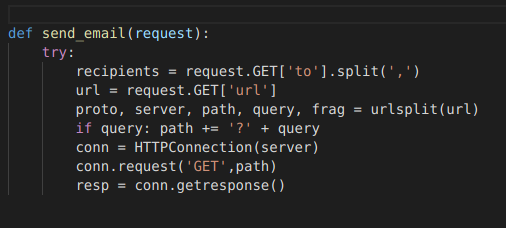 def send_email(request):
    try:
        recipients = request.GET['to'].split(',')
        url = request.GET['url']
        proto, server, path, query, frag = urlsplit(url)
        if query: path += '?' + query
        conn = HTTPConnection(server)
        conn.request('GET',path)
        resp = conn.getresponse()